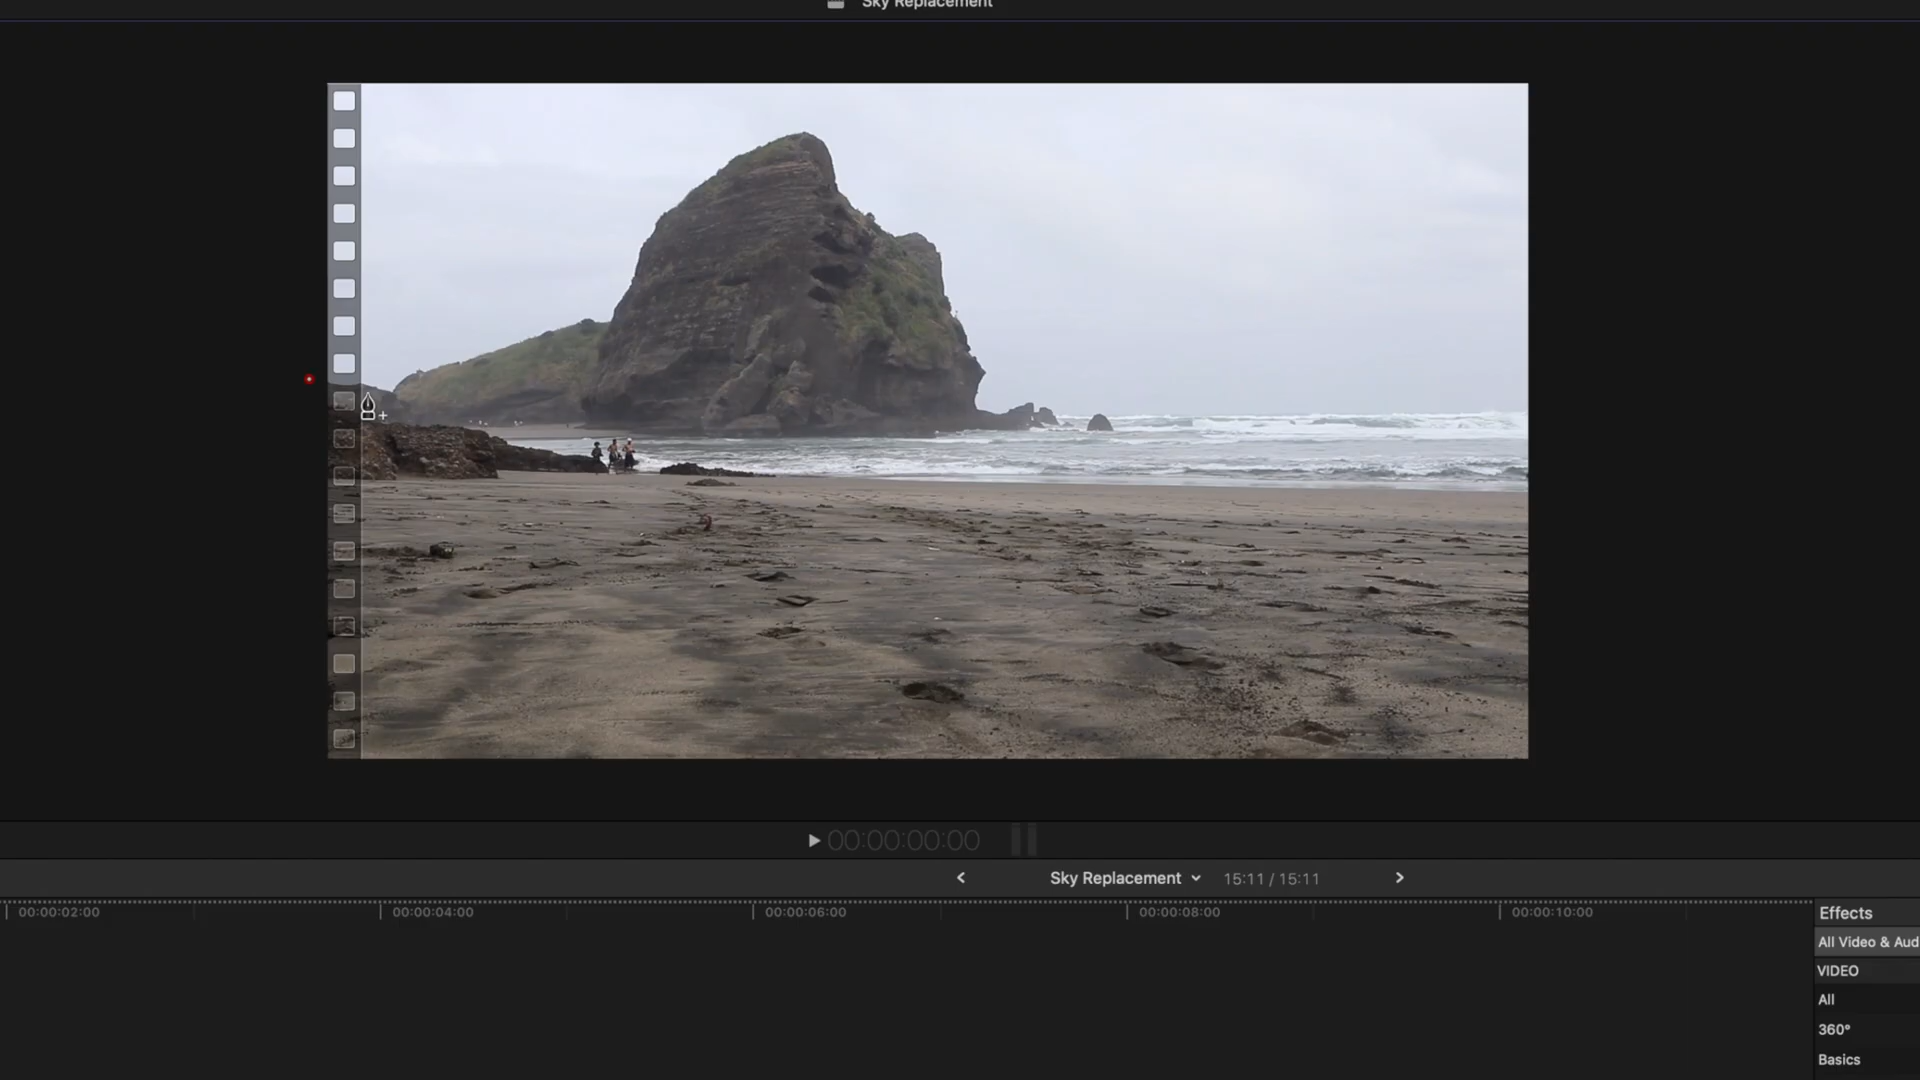 Sky Replacement
00:00:00:00
Sky Replacement 15:11 / 15:11
00:00:02:00 00:00:04:00 00:00:06:00 00:00:08:00 00:00:10:00
Effects
All Video & Aud
VIDEO
All
360°
Basics